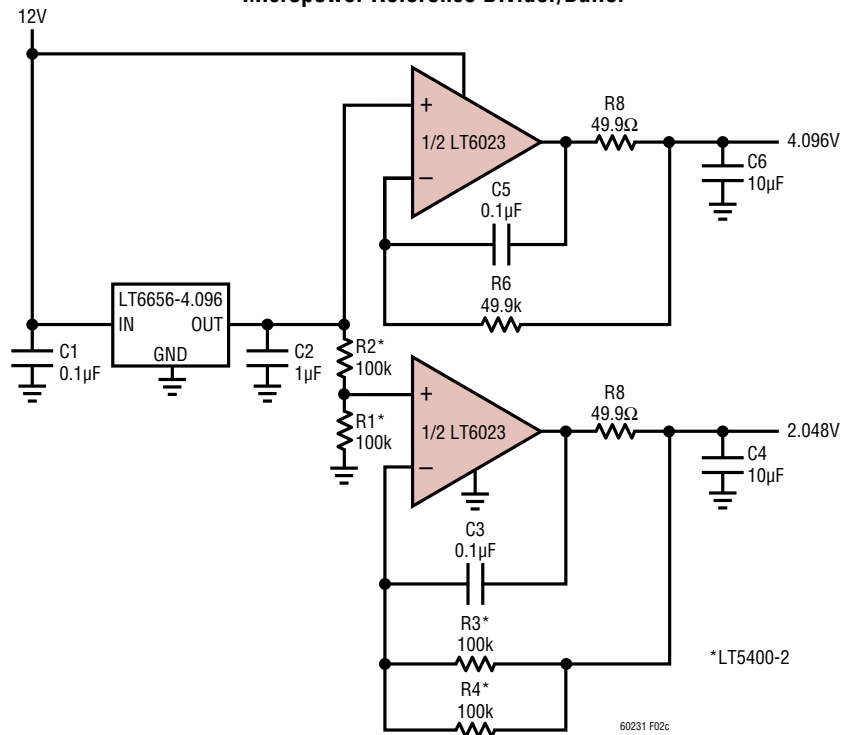 Micropower Reference Divider/Buffer
12V
+
1/2 LT6023
–
R8
49.9Ω
4.096V
C6
10µF
C5
0.1µF
R6
49.9k
LT6656-4.096
IN OUT
GND
C1
0.1µF
C2
1µF
R2*
100k
R1*
100k
+
1/2 LT6023
–
R8
49.9Ω
2.048V
C4
10µF
C3
0.1µF
R3*
100k
*LT5400-2
R4*
100k
60231 F02c